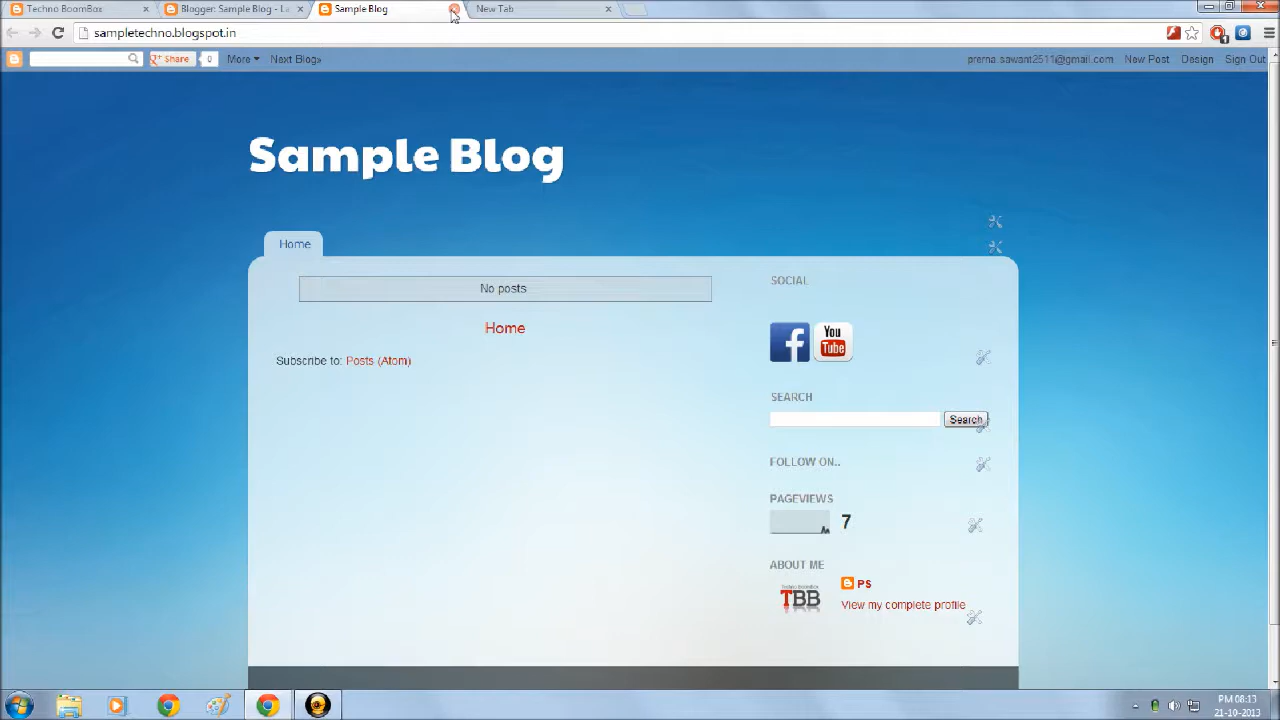 Techno BoomBox
Blogger: Sample Blog - La
Sample Blog
New Tab
sampletechno.blogspot.in
1
Share
0
More
Next Blog»
prerna.sawant2511@gmail.com
New Post
Design
Sign Out
Sample Blog
Home
No posts
Home
Subscribe to: Posts (Atom)
SOCIAL
You
Tube
SEARCH
Search
FOLLOW ON..
PAGEVIEWS
7
ABOUT ME
Techno BoomBox
TBB
PS
View my complete profile
PM 08:13
21-10-2013